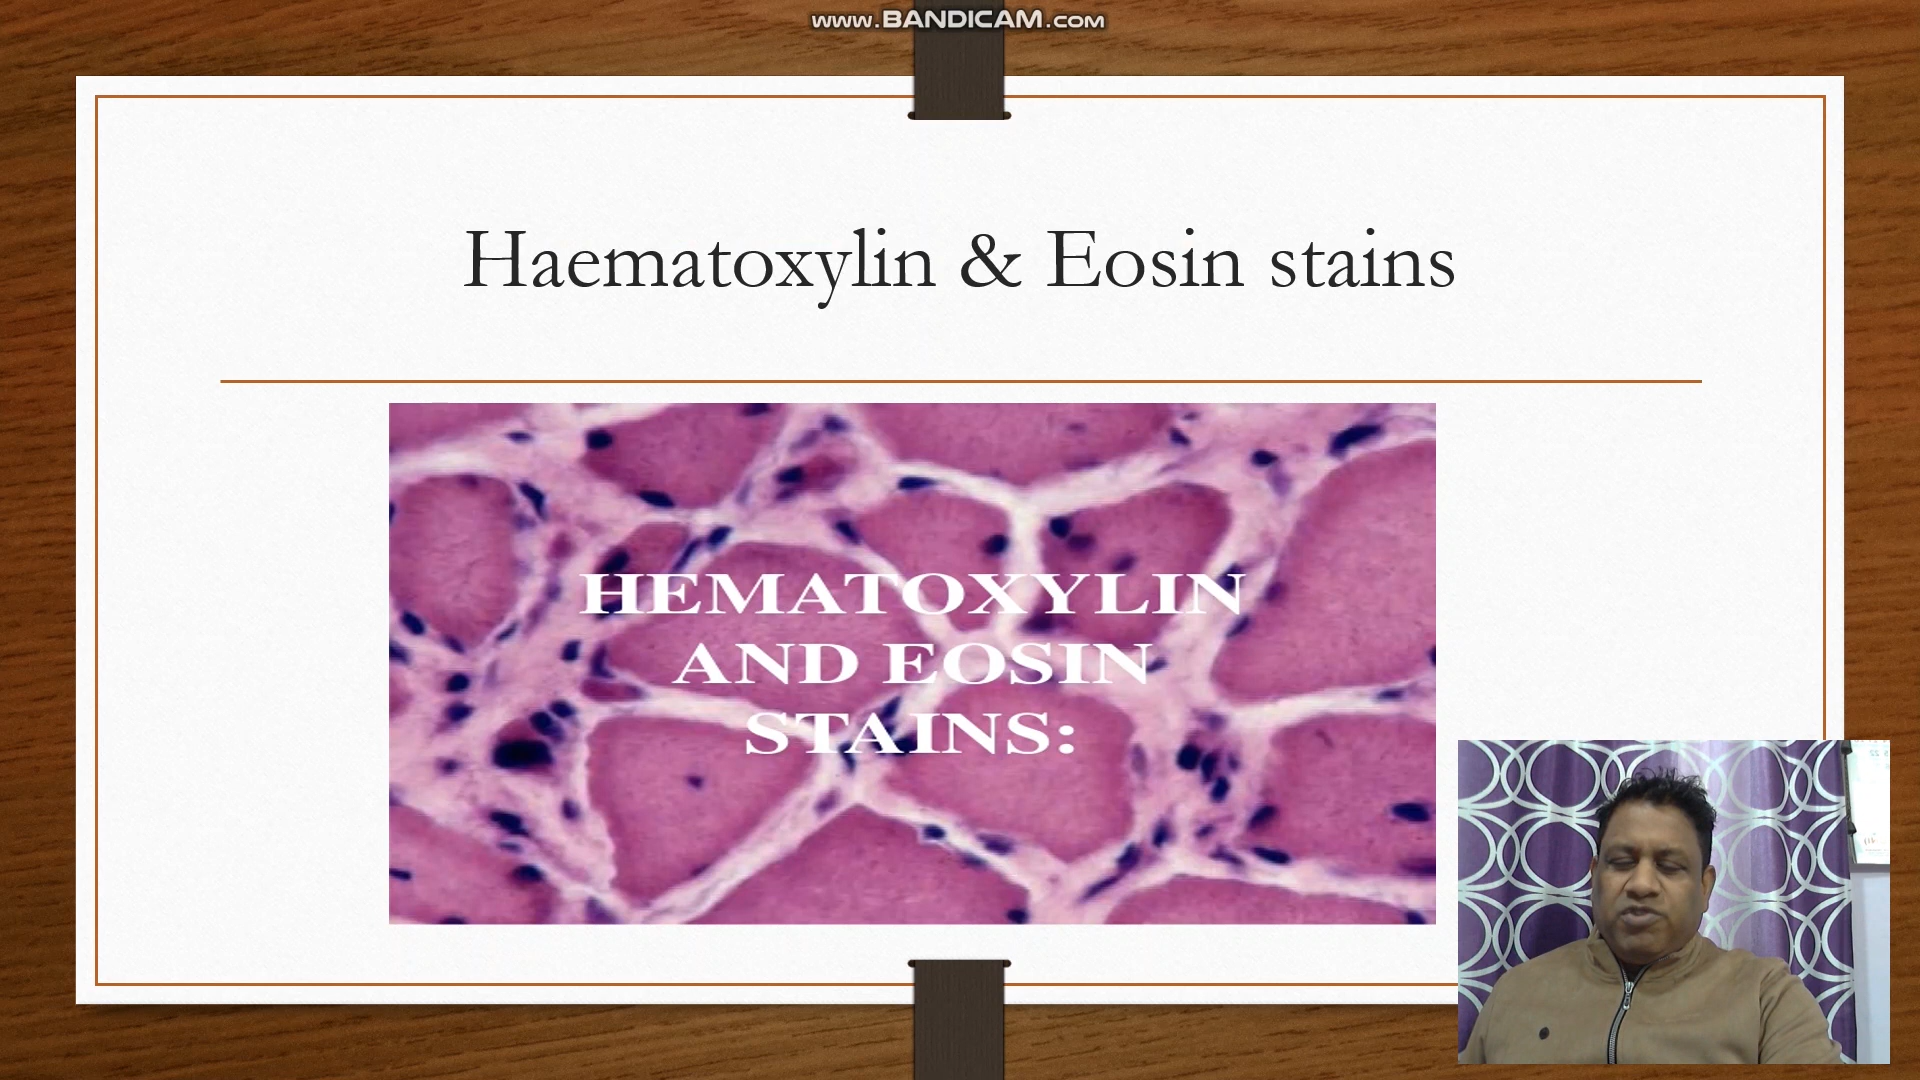 www.BANDICAM.com
Haematoxylin & Eosin stains
HEMATOXYLIN
AND EOSIN
STAINS: